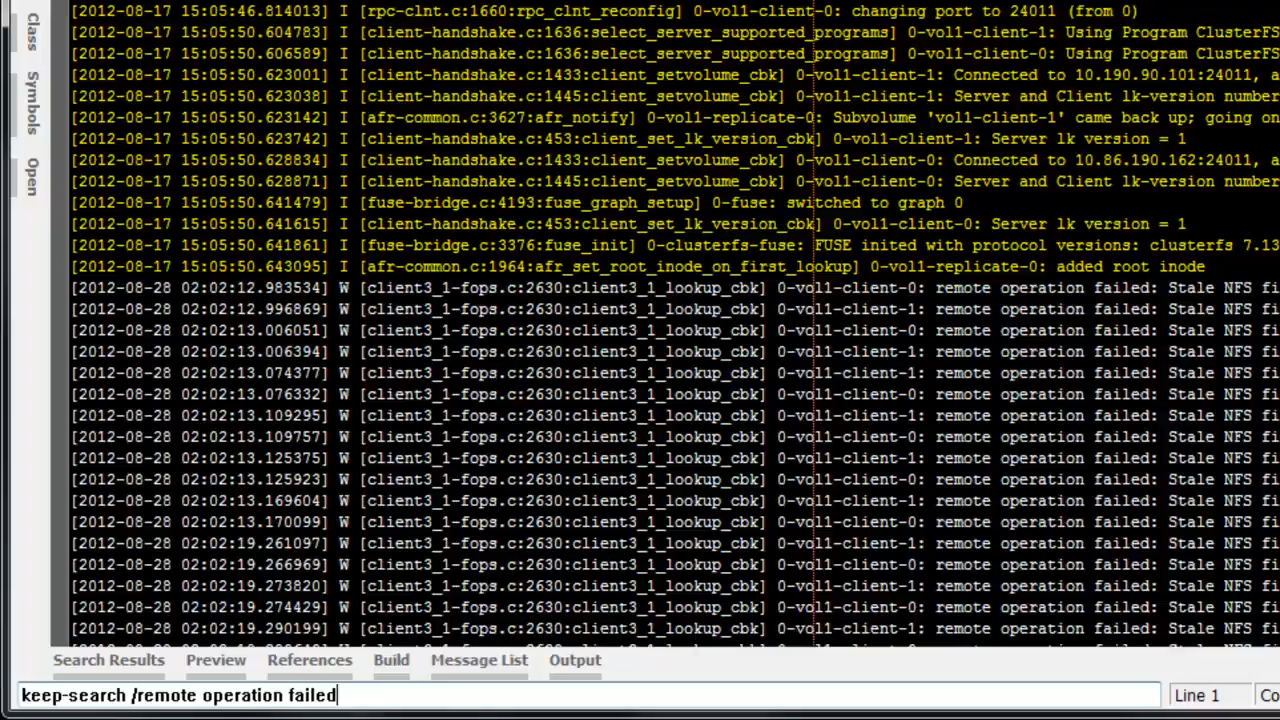 Class
Symbols
Open
[2012-08-17 15:05:46.814013] I [rpc-clnt.c:1660:rpc_clnt_reconfig] 0-vol1-client-0: changing port to 24011 (from 0)
[2012-08-17 15:05:50.604783] I [client-handshake.c:1636:select_server_supported_programs] 0-vol1-client-1: Using Program ClusterFS
[2012-08-17 15:05:50.606589] I [client-handshake.c:1636:select_server_supported_programs] 0-vol1-client-0: Using Program ClusterFS
[2012-08-17 15:05:50.623001] I [client-handshake.c:1433:client_setvolume_cbk] 0-vol1-client-1: Connected to 10.190.90.101:24011, a
[2012-08-17 15:05:50.623038] I [client-handshake.c:1445:client_setvolume_cbk] 0-vol1-client-1: Server and Client lk-version number
[2012-08-17 15:05:50.623142] I [afr-common.c:3627:afr_notify] 0-vol1-replicate-0: Subvolume 'vol1-client-1' came back up; going on
[2012-08-17 15:05:50.623742] I [client-handshake.c:453:client_set_lk_version_cbk] 0-vol1-client-1: Server lk version = 1
[2012-08-17 15:05:50.628834] I [client-handshake.c:1433:client_setvolume_cbk] 0-vol1-client-0: Connected to 10.86.190.162:24011, a
[2012-08-17 15:05:50.628871] I [client-handshake.c:1445:client_setvolume_cbk] 0-vol1-client-0: Server and Client lk-version number
[2012-08-17 15:05:50.641479] I [fuse-bridge.c:4193:fuse_graph_setup] 0-fuse: switched to graph 0
[2012-08-17 15:05:50.641615] I [client-handshake.c:453:client_set_lk_version_cbk] 0-vol1-client-0: Server lk version = 1
[2012-08-17 15:05:50.641861] I [fuse-bridge.c:3376:fuse_init] 0-clusterfs-fuse: FUSE inited with protocol versions: clusterfs 7.13
[2012-08-17 15:05:50.643095] I [afr-common.c:1964:afr_set_root_inode_on_first_lookup] 0-vol1-replicate-0: added root inode
[2012-08-28 02:02:12.983534] W [client3_1-fops.c:2630:client3_1_lookup_cbk] 0-vol1-client-0: remote operation failed: Stale NFS fi
[2012-08-28 02:02:12.996869] W [client3_1-fops.c:2630:client3_1_lookup_cbk] 0-vol1-client-1: remote operation failed: Stale NFS fi
[2012-08-28 02:02:13.006051] W [client3_1-fops.c:2630:client3_1_lookup_cbk] 0-vol1-client-0: remote operation failed: Stale NFS fi
[2012-08-28 02:02:13.006394] W [client3_1-fops.c:2630:client3_1_lookup_cbk] 0-vol1-client-1: remote operation failed: Stale NFS fi
[2012-08-28 02:02:13.074377] W [client3_1-fops.c:2630:client3_1_lookup_cbk] 0-vol1-client-1: remote operation failed: Stale NFS fi
[2012-08-28 02:02:13.076332] W [client3_1-fops.c:2630:client3_1_lookup_cbk] 0-vol1-client-0: remote operation failed: Stale NFS fi
[2012-08-28 02:02:13.109295] W [client3_1-fops.c:2630:client3_1_lookup_cbk] 0-vol1-client-1: remote operation failed: Stale NFS fi
[2012-08-28 02:02:13.109757] W [client3_1-fops.c:2630:client3_1_lookup_cbk] 0-vol1-client-0: remote operation failed: Stale NFS fi
[2012-08-28 02:02:13.125375] W [client3_1-fops.c:2630:client3_1_lookup_cbk] 0-vol1-client-1: remote operation failed: Stale NFS fi
[2012-08-28 02:02:13.125923] W [client3_1-fops.c:2630:client3_1_lookup_cbk] 0-vol1-client-0: remote operation failed: Stale NFS fi
[2012-08-28 02:02:13.169604] W [client3_1-fops.c:2630:client3_1_lookup_cbk] 0-vol1-client-1: remote operation failed: Stale NFS fi
[2012-08-28 02:02:13.170099] W [client3_1-fops.c:2630:client3_1_lookup_cbk] 0-vol1-client-0: remote operation failed: Stale NFS fi
[2012-08-28 02:02:19.261097] W [client3_1-fops.c:2630:client3_1_lookup_cbk] 0-vol1-client-1: remote operation failed: Stale NFS fi
[2012-08-28 02:02:19.266969] W [client3_1-fops.c:2630:client3_1_lookup_cbk] 0-vol1-client-0: remote operation failed: Stale NFS fi
[2012-08-28 02:02:19.273820] W [client3_1-fops.c:2630:client3_1_lookup_cbk] 0-vol1-client-1: remote operation failed: Stale NFS fi
[2012-08-28 02:02:19.274429] W [client3_1-fops.c:2630:client3_1_lookup_cbk] 0-vol1-client-0: remote operation failed: Stale NFS fi
[2012-08-28 02:02:19.290199] W [client3_1-fops.c:2630:client3_1_lookup_cbk] 0-vol1-client-1: remote operation failed: Stale NFS fi
Search Results Preview References Build Message List Output
keep-search /remote operation failed Line 1 Co